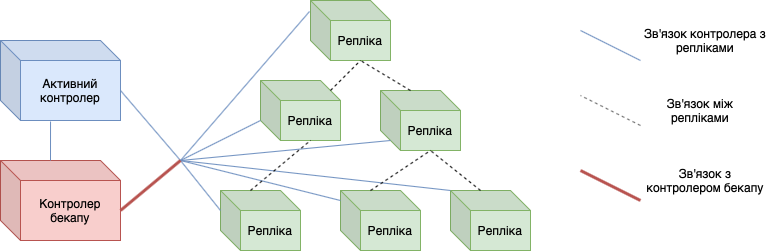 Репліка
Зв'язок контролера з
репліками
Активний
контролер
Репліка
Репліка
Зв'язок між
репліками
Контролер
бекапу
Репліка
Репліка
Репліка
Зв'язок з
контролером бекапу